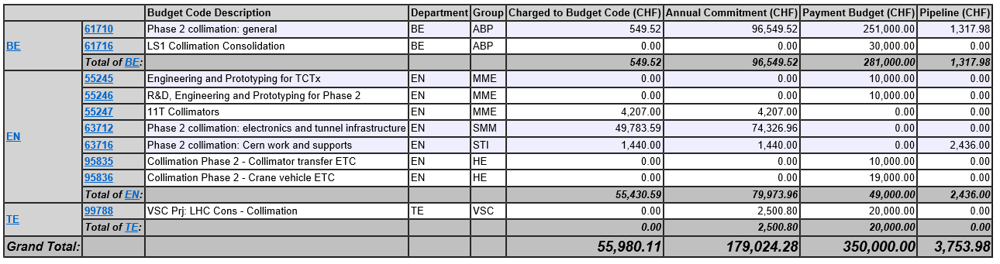 Budget Code Description Department Group Charged to Budget Code (CHF) Annual Commitment (CHF) Payment Budget (CHF) Pipeline (CHF)
BE 61710 Phase 2 collimation: general BE ABP 549.52 96,549.52 251,000.00 1,317.98
61716 LS1 Collimation Consolidation BE ABP 0.00 0.00 30,000.00 0.00
Total of BE: 549.52 96,549.52 281,000.00 1,317.98
EN 55245 Engineering and Prototyping for TCTx EN MME 0.00 0.00 10,000.00 0.00
55246 R&D, Engineering and Prototyping for Phase 2 EN MME 0.00 0.00 10,000.00 0.00
55247 11T Collimators EN MME 4,207.00 4,207.00 0.00 0.00
63712 Phase 2 collimation: electronics and tunnel infrastructure EN SMM 49,783.59 74,326.96 0.00 0.00
63716 Phase 2 collimation: Cern work and supports EN STI 1,440.00 1,440.00 0.00 2,436.00
95835 Collimation Phase 2 - Collimator transfer ETC EN HE 0.00 0.00 10,000.00 0.00
95836 Collimation Phase 2 - Crane vehicle ETC EN HE 0.00 0.00 19,000.00 0.00
Total of EN: 55,430.59 79,973.96 49,000.00 2,436.00
TE 99788 VSC Prj: LHC Cons - Collimation TE VSC 0.00 2,500.80 20,000.00 0.00
Total of TE: 0.00 2,500.80 20,000.00 0.00
Grand Total: 55,980.11 179,024.28 350,000.00 3,753.98